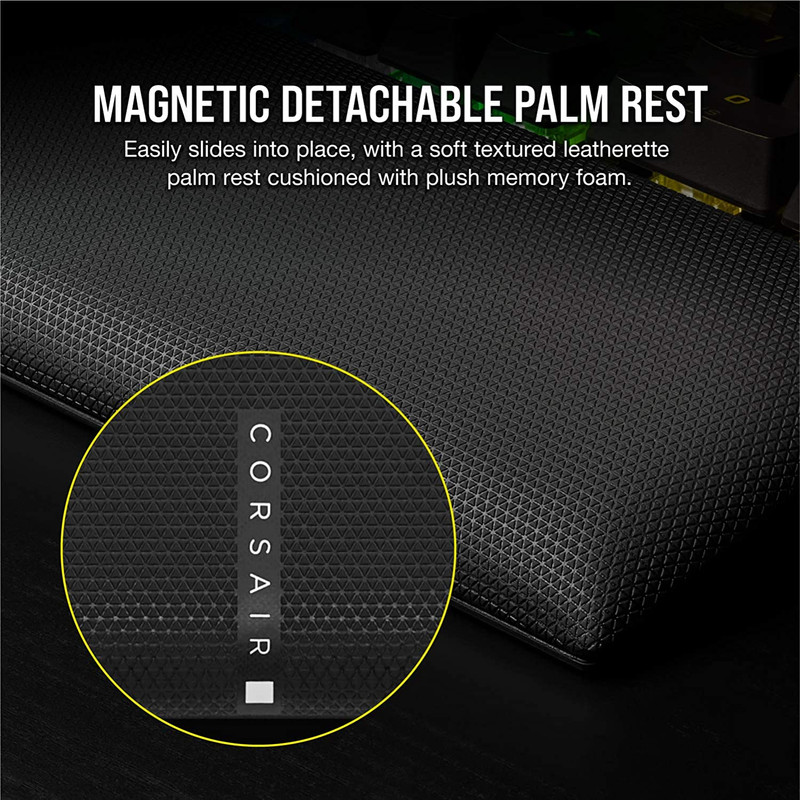 MAGNETIC DETACHABLE PALM REST
Easily slides into place, with a soft textured leatherette
palm rest cushioned with plush memory foam.
CORSAIR